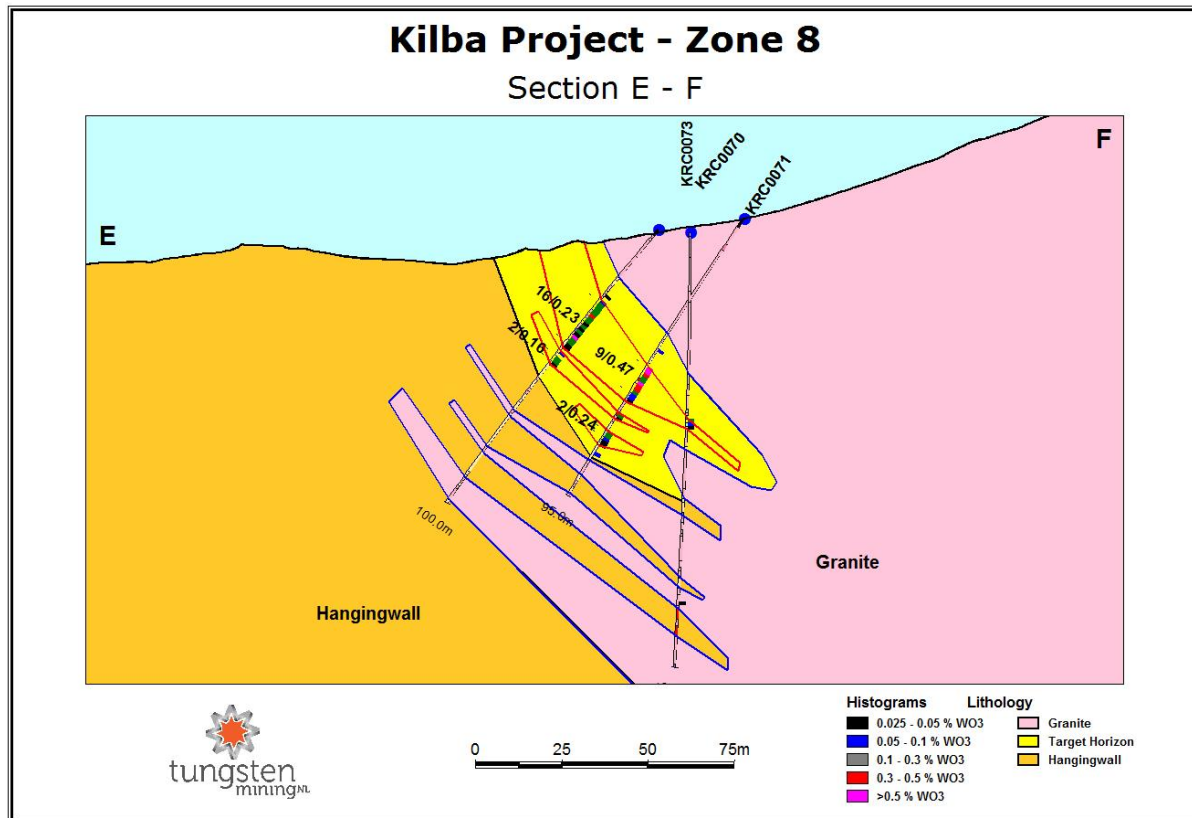 Kilba Project - Zone 8
Section E - F
KRC0073
KRC0070
KRC0071
F
E
16/0.23
2/0.16
9/0.47
2/0.24
100.0m
95.0m
Granite
Hangingwall
Histograms Lithology
0.025 - 0.05 % WO3 Granite
0.05 - 0.1 % WO3 Target Horizon
0.1 - 0.3 % WO3 Hangingwall
0.3 - 0.5 % WO3
>0.5 % WO3
0 25 50 75m
tungsten
mining NL